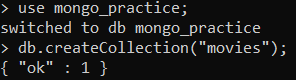 > use mongo_practice;
switched to db mongo_practice
> db.createCollection("movies");
{ "ok" : 1 }